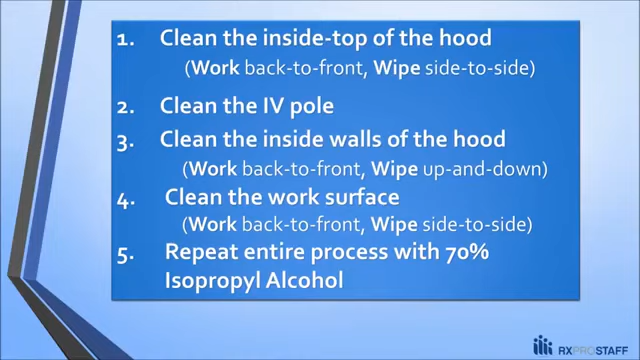 1. Clean the inside-top of the hood
(Work back-to-front, Wipe side-to-side)
2. Clean the IV pole
3. Clean the inside walls of the hood
(Work back-to-front, Wipe up-and-down)
4. Clean the work surface
(Work back-to-front, Wipe side-to-side)
5. Repeat entire process with 70%
Isopropyl Alcohol
RXPROSTAFF